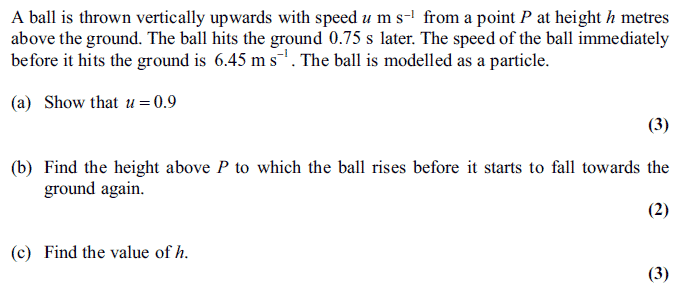 A ball is thrown vertically upwards with speed u m s⁻¹ from a point P at height h metres
above the ground. The ball hits the ground 0.75 s later. The speed of the ball immediately
before it hits the ground is 6.45 m s⁻¹. The ball is modelled as a particle.
(a) Show that u = 0.9
(3)
(b) Find the height above P to which the ball rises before it starts to fall towards the
ground again.
(2)
(c) Find the value of h.
(3)